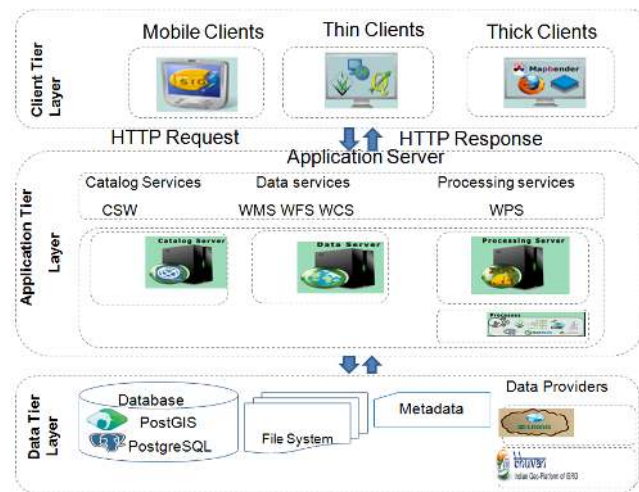 Mobile Clients
Thin Clients
Thick Clients
Mapbender
Client Tier
Layer
HTTP Request
HTTP Response
Application Server
Catalog Services
Data services
Processing services
CSW
WMS WFS WCS
WPS
Catalog Server
Data Server
Processing Server
Process
Application Tier
Layer
Database
PostGIS
PostgreSQL
File System
Metadata
Data Providers
bhuvan
Indian Geo-Platform of ISRO
Data Tier
Layer